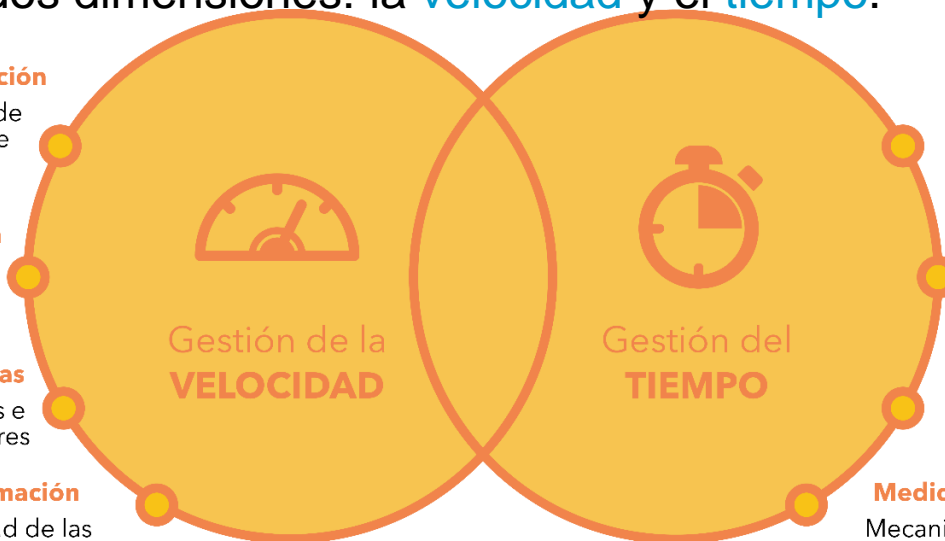 dos dimensiones: la velocidad y el tiempo.
ción
de
e
Gestión de la
VELOCIDAD
Gestión del
TIEMPO
as
s e
res
mación
d de las
Medic
Mecani